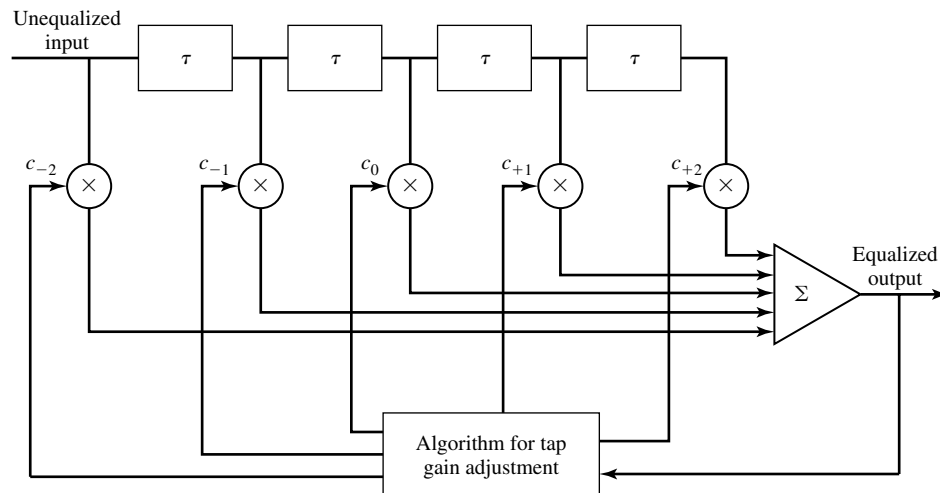 Unequalized
input
τ
τ
τ
τ
c₋₂
×
c₋₁
×
c₀
×
c₊₁
×
c₊₂
×
Equalized
output
Σ
Algorithm for tap
gain adjustment